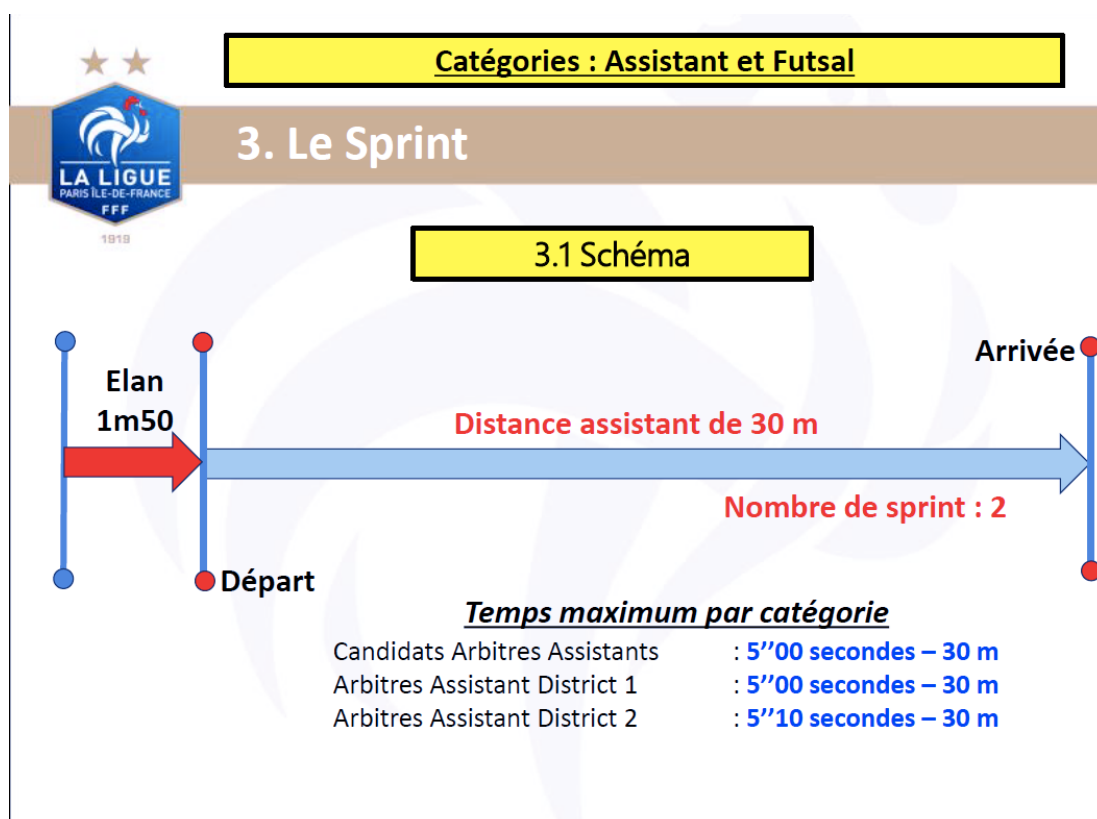 Catégories : Assistant et Futsal
3. Le Sprint
LA LIGUE
PARIS ÎLE-DE-FRANCE
FFF
1919
3.1 Schéma
Elan
1m50
Arrivée
Distance assistant de 30 m
Nombre de sprint : 2
Départ
Temps maximum par catégorie
Candidats Arbitres Assistants : 5’’00 secondes – 30 m
Arbitres Assistant District 1 : 5’’00 secondes – 30 m
Arbitres Assistant District 2 : 5’’10 secondes – 30 m